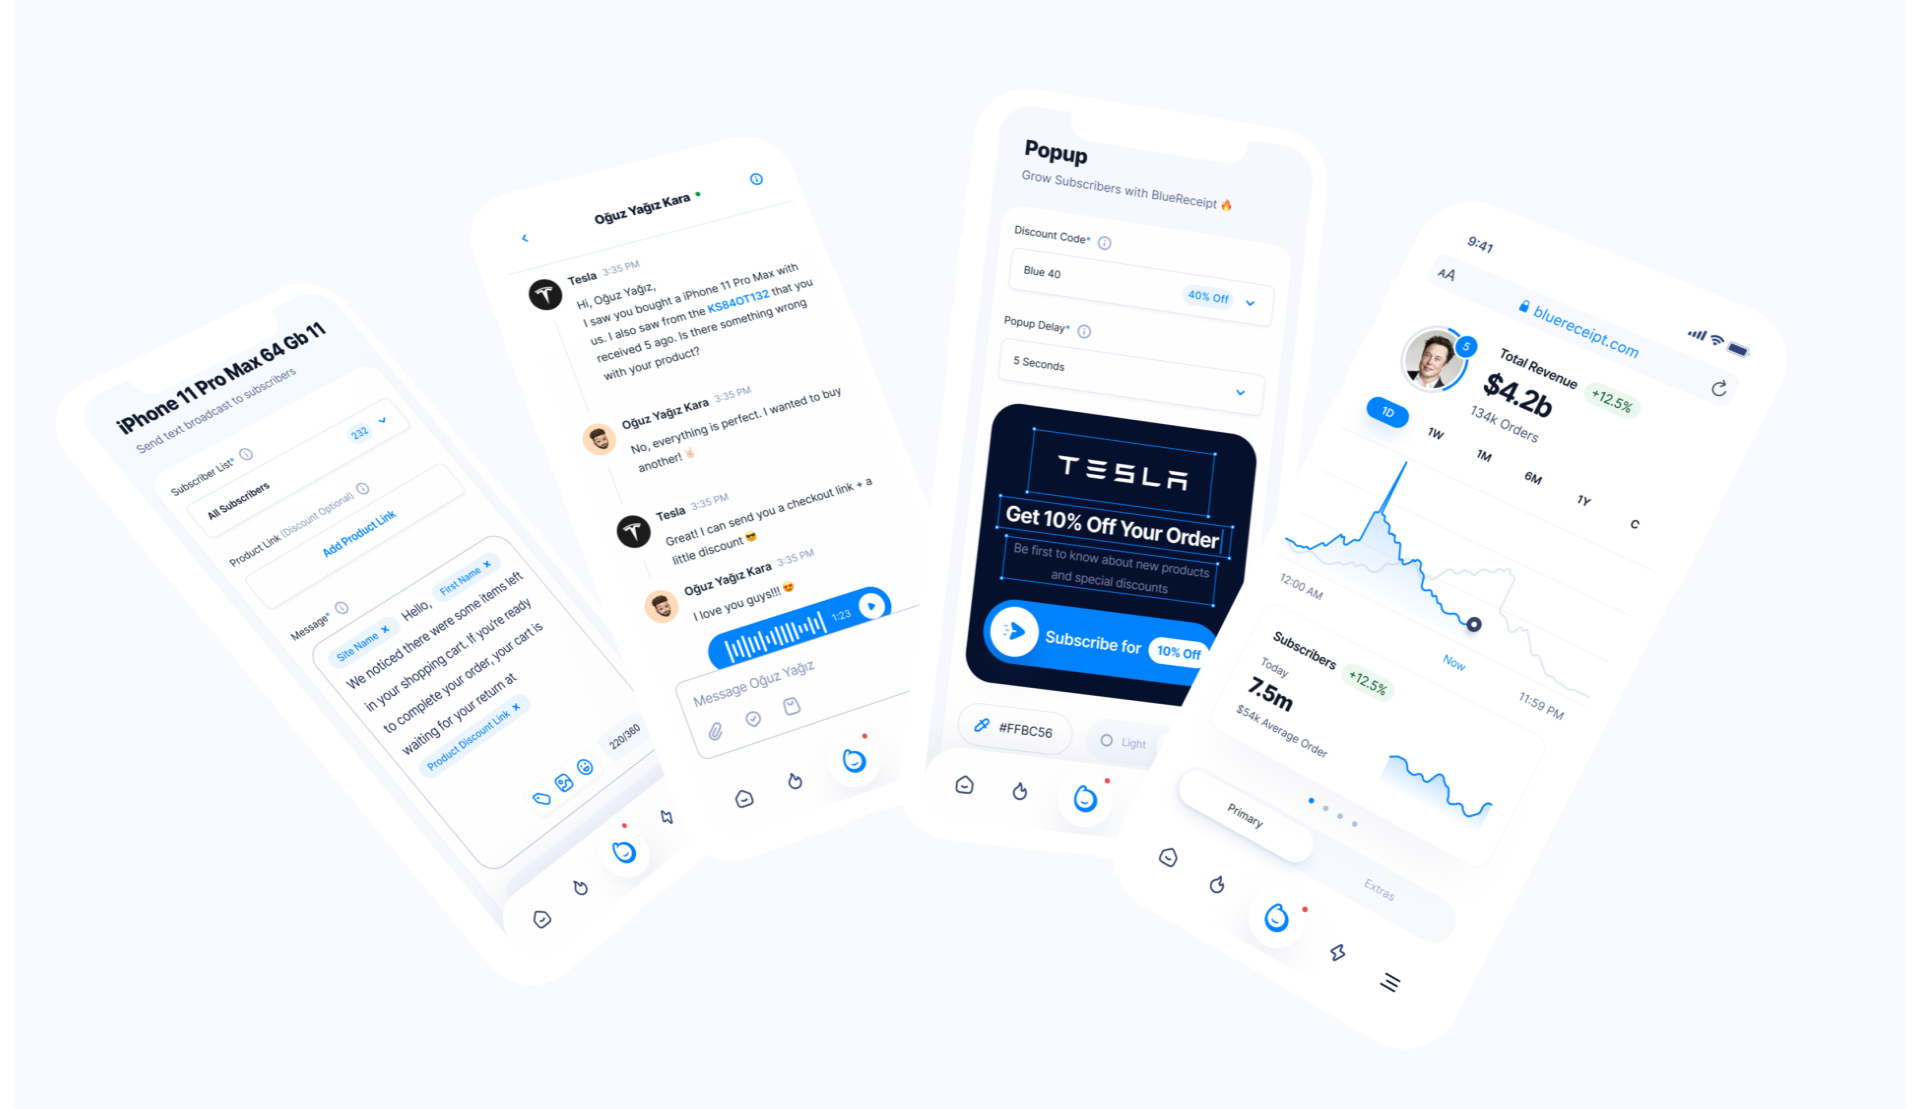 iPhone 11 Pro Max 64 Gb 11
Send text broadcast to subscribers
Subscriber List*
All Subscribers
232
Product Link (Discount Optional)
Add Product Link
Message*
Site Name × Hello, First Name ×
We noticed there were some items left
in your shopping cart. If you're ready
to complete your order, your cart is
waiting for your return at
Product Discount Link ×
220/360
Oğuz Yağız Kara
Tesla 3:35 PM
Hi, Oğuz Yağız,
I saw you bought a iPhone 11 Pro Max with
us. I also saw from the KS84OT132 that you
received 5 ago. Is there something wrong
with your product?
Oğuz Yağız Kara 3:35 PM
No, everything is perfect. I wanted to buy
another! 🤘🏻
Tesla 3:35 PM
Great! I can send you a checkout link + a
little discount 😎
Oğuz Yağız Kara 3:35 PM
I love you guys!!! 😍
1:23
Message Oğuz Yağız
Popup
Grow Subscribers with BlueReceipt 🔥
Discount Code*
Blue 40
40% Off
Popup Delay*
5 Seconds
TESLA
Get 10% Off Your Order
Be first to know about new products
and special discounts
Subscribe for 10% Off
#FFBC56
Light
9:41
AA
bluereceipt.com
5
Total Revenue
$4.2b +12.5%
134k Orders
1D 1W 1M 6M 1Y C
12:00 AM
Now
11:59 PM
Subscribers
Today +12.5%
7.5m
$54k Average Order
Primary
Extras